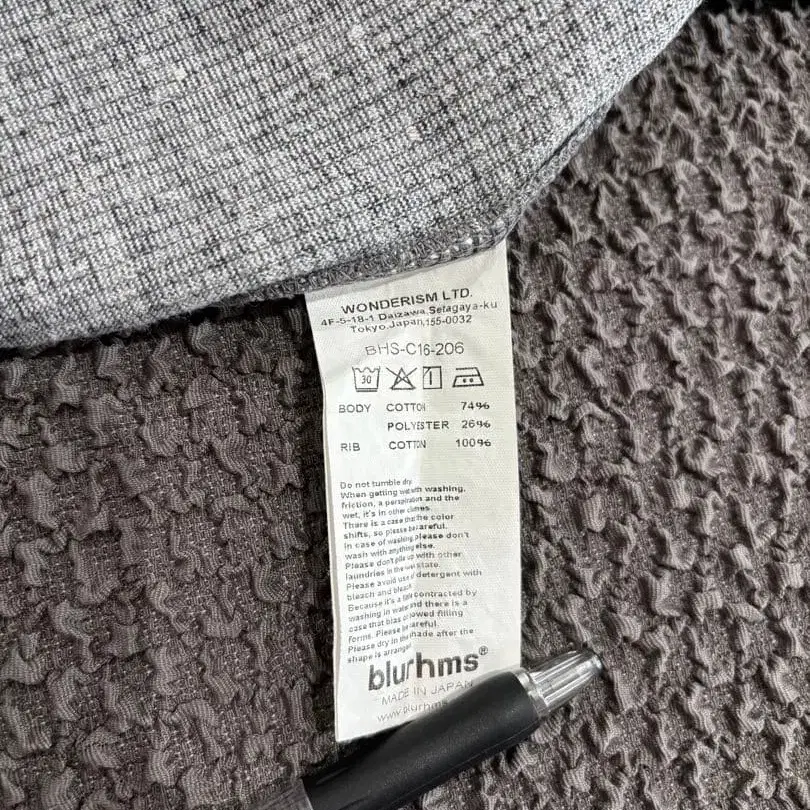 WONDERISM LTD.
4F-5-18-1 Daizawa,Setagaya-ku
Tokyo,Japan,155-0032
BHS-C16-206
30
BODY COTTON 74%
POLYESTER 26%
RIB COTTON 100%
Do not tumble dry
When getting wet with washing,
friction, a perspiration and the
wet, it's in other clothes.
There is a case that the color
shifts, so please be careful.
In case of washing, please don't
wash with anything else.
Please don't pile up with other
laundries in the wet state.
Please avoid use of detergent with
bleach and bleach.
Because it's a little contracted by
washing in water and there is a
case that bias owed filling
forms. Please be careful.
Please dry in the shade after the
shape is arranged
blurhms®
MADE IN JAPAN
www.blurhms